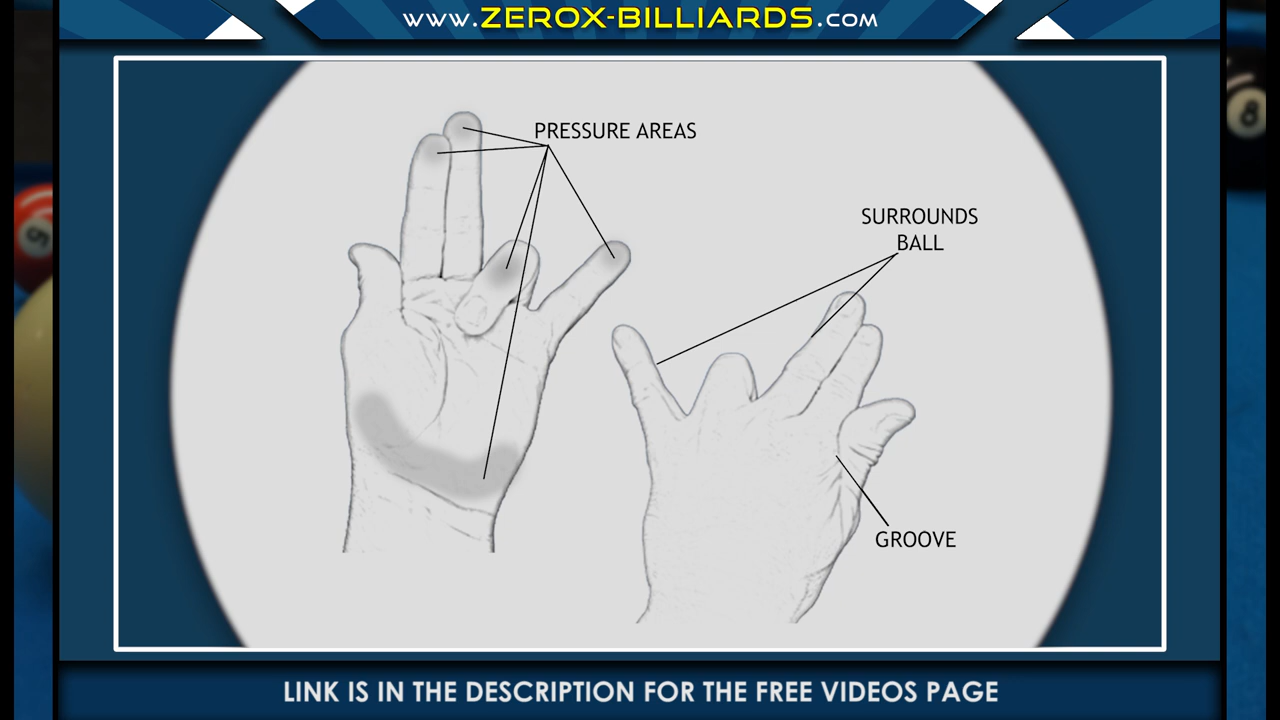 WWW.ZEROX-BILLIARDS.COM
PRESSURE AREAS
SURROUNDS
BALL
GROOVE
LINK IS IN THE DESCRIPTION FOR THE FREE VIDEOS PAGE
8